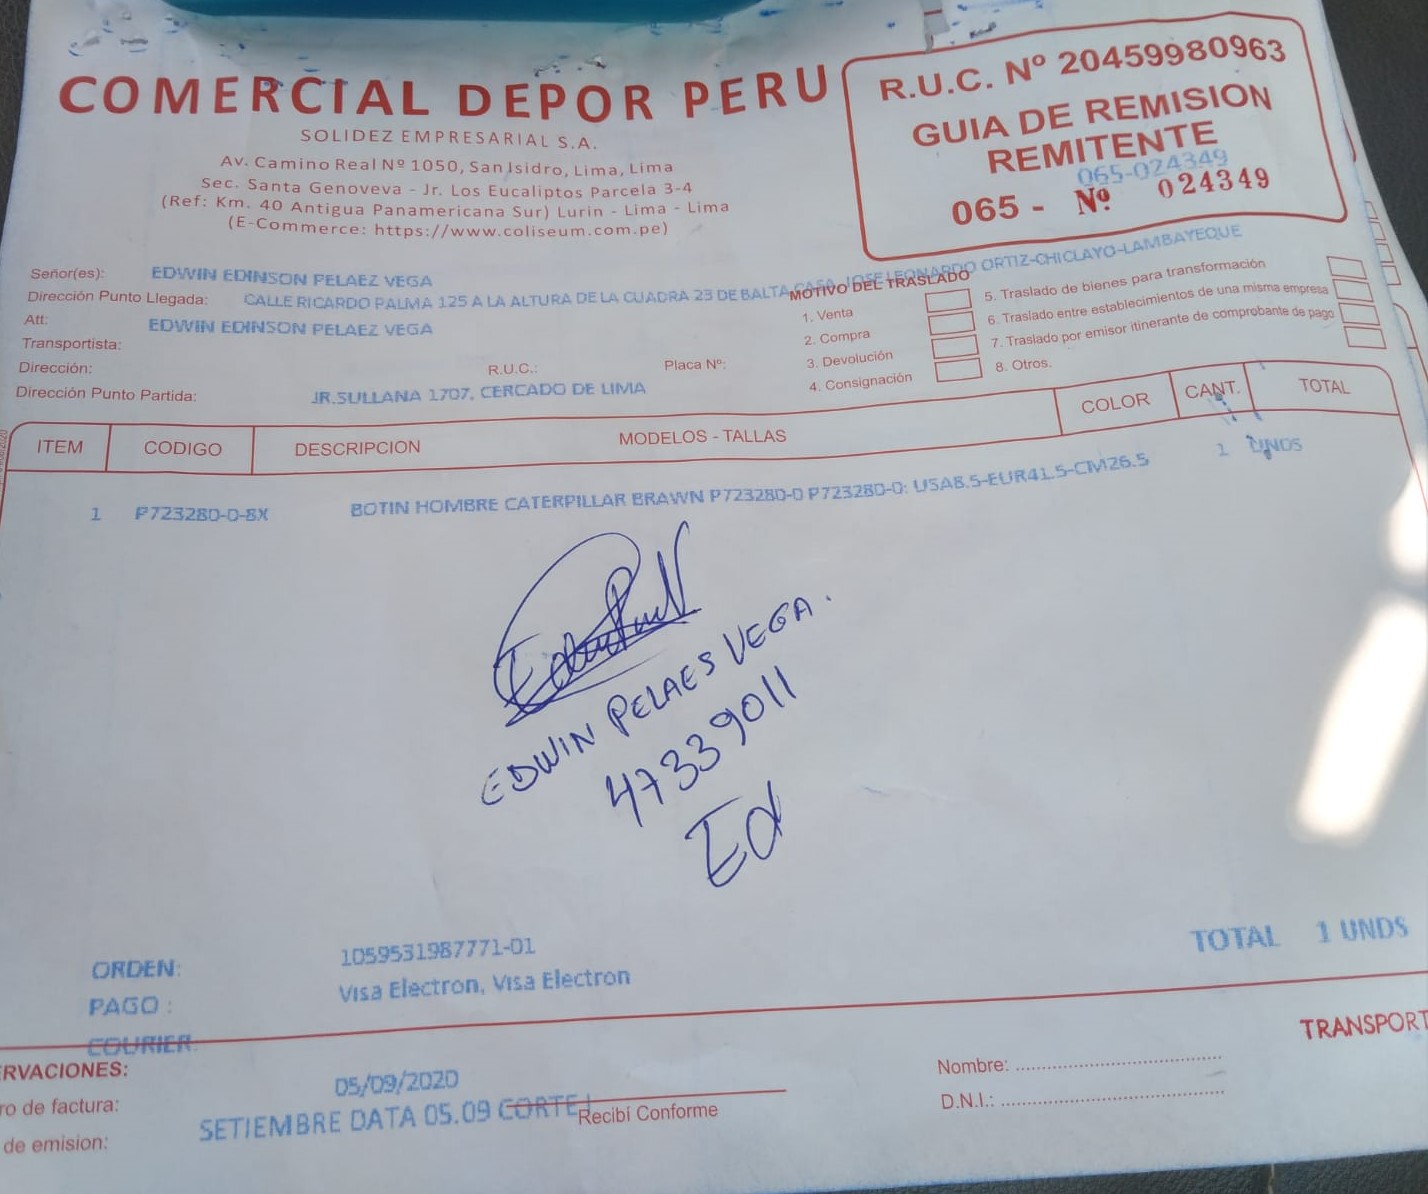 COMERCIAL DEPOR PERU
SOLIDEZ EMPRESARIAL S.A.
Av. Camino Real Nº 1050, San Isidro, Lima, Lima
Sec. Santa Genoveva - Jr. Los Eucaliptos Parcela 3-4
(Ref: Km. 40 Antigua Panamericana Sur) Lurin - Lima - Lima
(E-Commerce: https://www.coliseum.com.pe)
R.U.C. Nº 20459980963
GUIA DE REMISION
REMITENTE
065-024349
065 - Nº 024349
Señor(es): EDWIN EDINSON PELAEZ VEGA
Dirección Punto Llegada: CALLE RICARDO PALMA 125 A LA ALTURA DE LA CUADRA 23 DE BALTA CASA JOSE LEONARDO ORTIZ-CHICLAYO-LAMBAYEQUE
Att: EDWIN EDINSON PELAEZ VEGA
Transportista:
Dirección: R.U.C.: Placa Nº:
Dirección Punto Partida: JR.SULLANA 1707, CERCADO DE LIMA
MOTIVO DEL TRASLADO
1. Venta
2. Compra
3. Devolución
4. Consignación
5. Traslado de bienes para transformación
6. Traslado entre establecimientos de una misma empresa
7. Traslado por emisor itinerante de comprobante de pago
8. Otros.
ITEM CODIGO DESCRIPCION MODELOS - TALLAS COLOR CANT. TOTAL
1 P723280-0-8X BOTIN HOMBRE CATERPILLAR BRAWN P723280-0 P723280-0: USA8.5-EUR41.5-CM26.5 1 UNDS
EDWIN PELAES VEGA.
47339011
Ed
ORDEN: 1059531987771-01
PAGO : Visa Electron, Visa Electron
COURIER:
TOTAL 1 UNDS
TRANSPORT
RVACIONES:
ro de factura: 05/09/2020
de emision: SETIEMBRE DATA 05.09 CORTE
Recibí Conforme
Nombre:
D.N.I.: